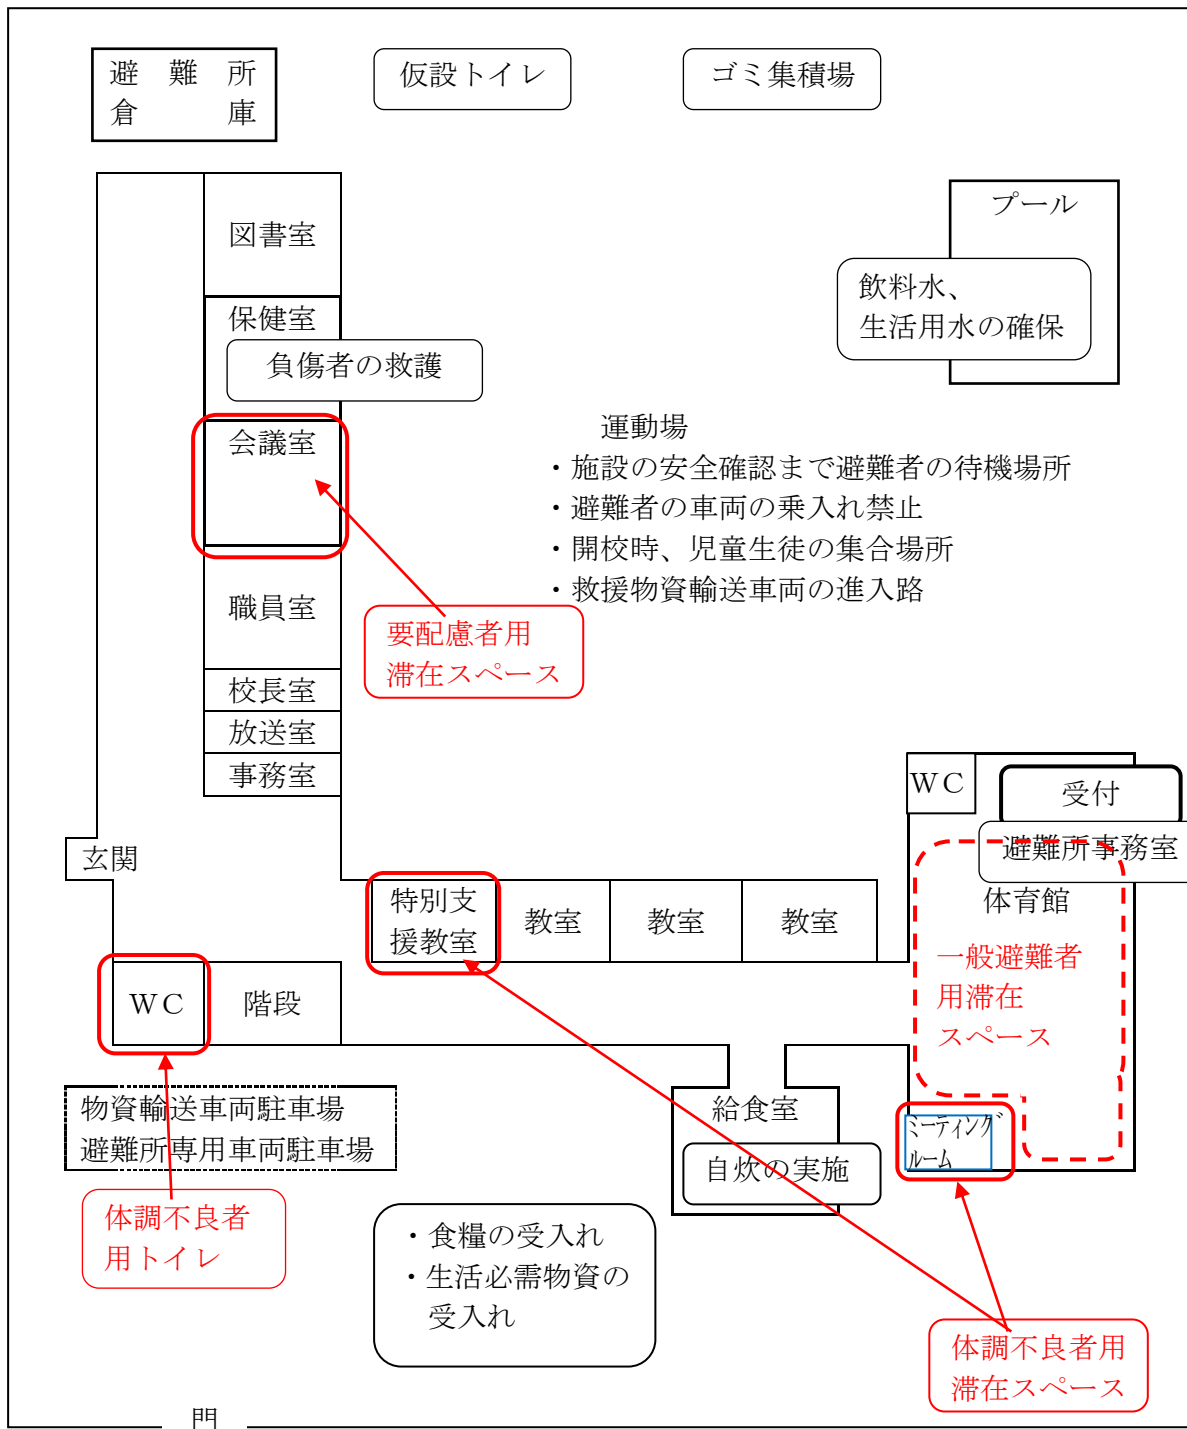 避難所
倉庫
仮設トイレ
ゴミ集積場
図書室
保健室
負傷者の救護
会議室
職員室
校長室
放送室
事務室
プール
飲料水、
生活用水の確保
運動場
・施設の安全確認まで避難者の待機場所
・避難者の車両の乗入れ禁止
・開校時、児童生徒の集合場所
・救援物資輸送車両の進入路
要配慮者用
滞在スペース
玄関
特別支
援教室
教室
教室
教室
WC
受付
避難所事務室
体育館
一般避難者
用滞在
スペース
WC
階段
物資輸送車両駐車場
避難所専用車両駐車場
給食室
自炊の実施
ミーティング
ルーム
体調不良者
用トイレ
・食糧の受入れ
・生活必需物資の
受入れ
体調不良者用
滞在スペース
門